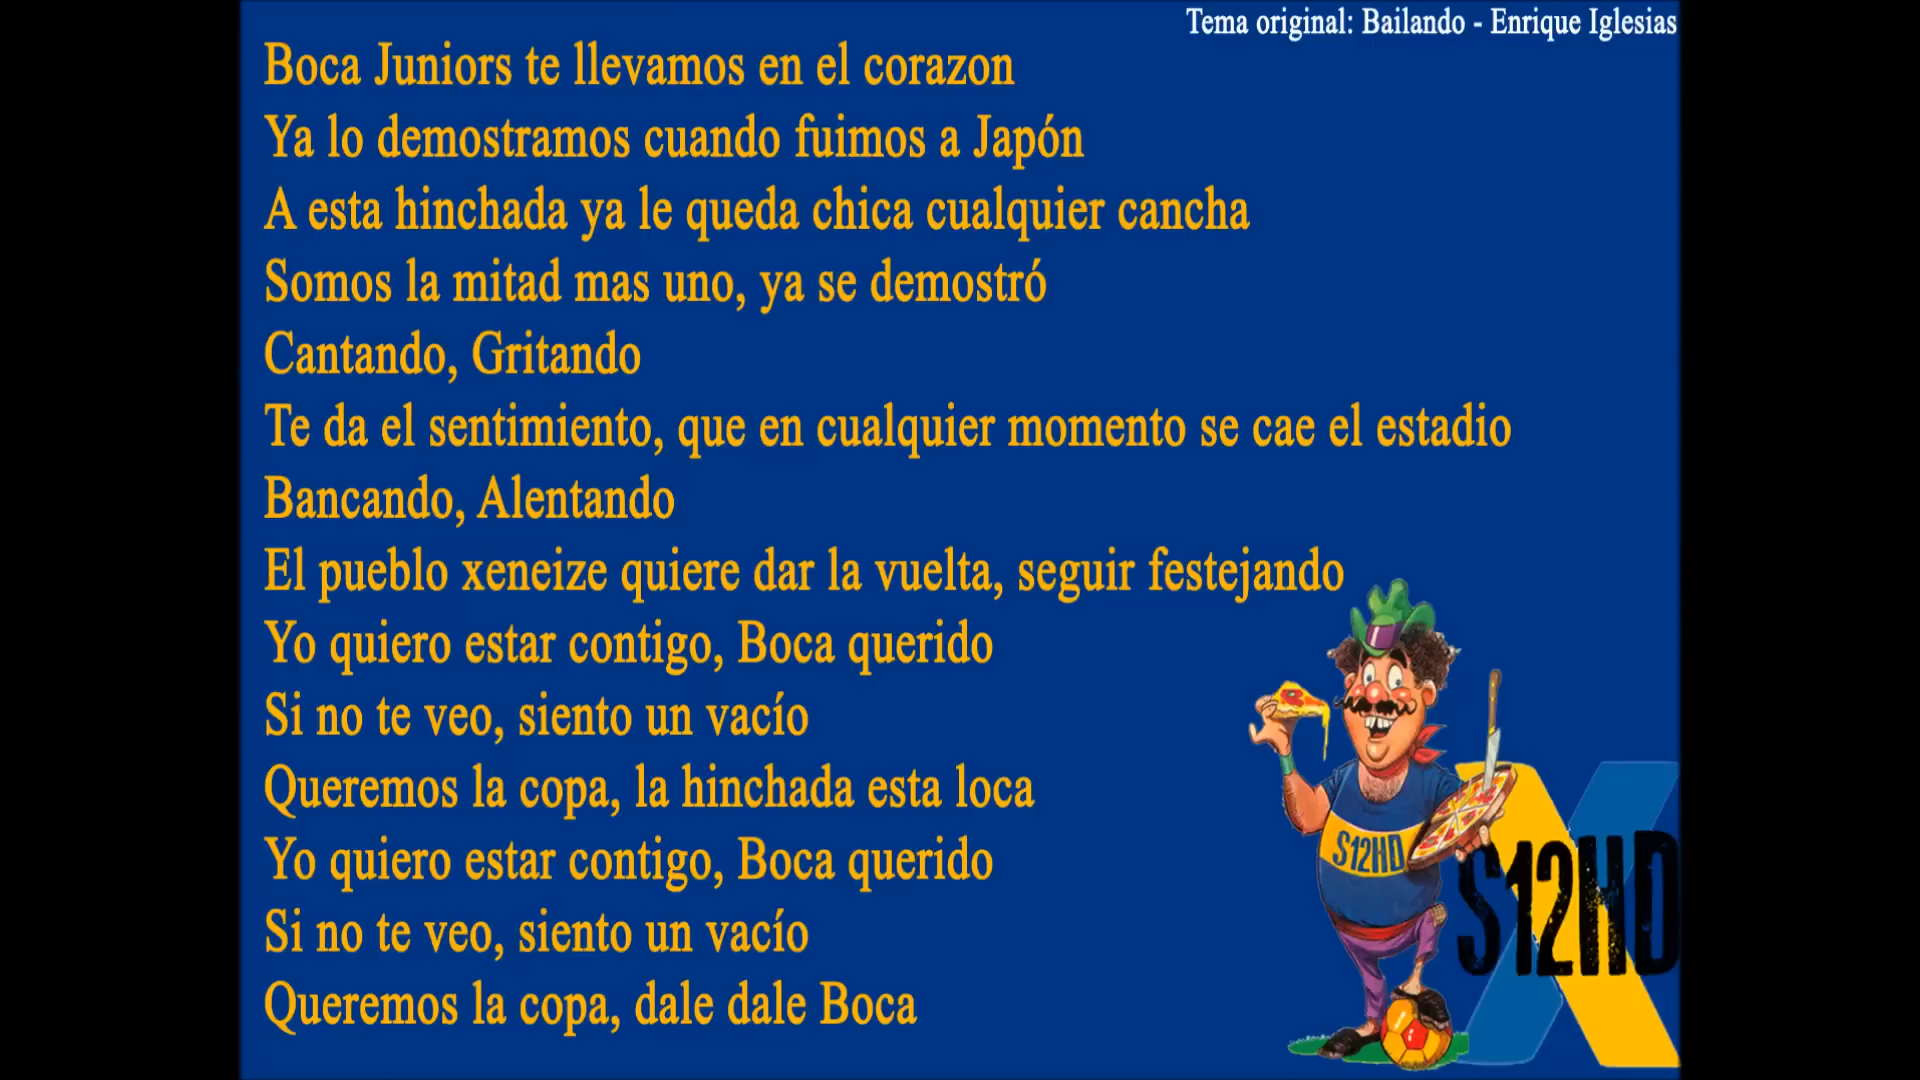 Tema original: Bailando - Enrique Iglesias
Boca Juniors te llevamos en el corazon
Ya lo demostramos cuando fuimos a Japón
A esta hinchada ya le queda chica cualquier cancha
Somos la mitad mas uno, ya se demostró
Cantando, Gritando
Te da el sentimiento, que en cualquier momento se cae el estadio
Bancando, Alentando
El pueblo xeneize quiere dar la vuelta, seguir festejando
Yo quiero estar contigo, Boca querido
Si no te veo, siento un vacío
Queremos la copa, la hinchada esta loca
Yo quiero estar contigo, Boca querido
Si no te veo, siento un vacío
Queremos la copa, dale dale Boca
S12HD
S12HD